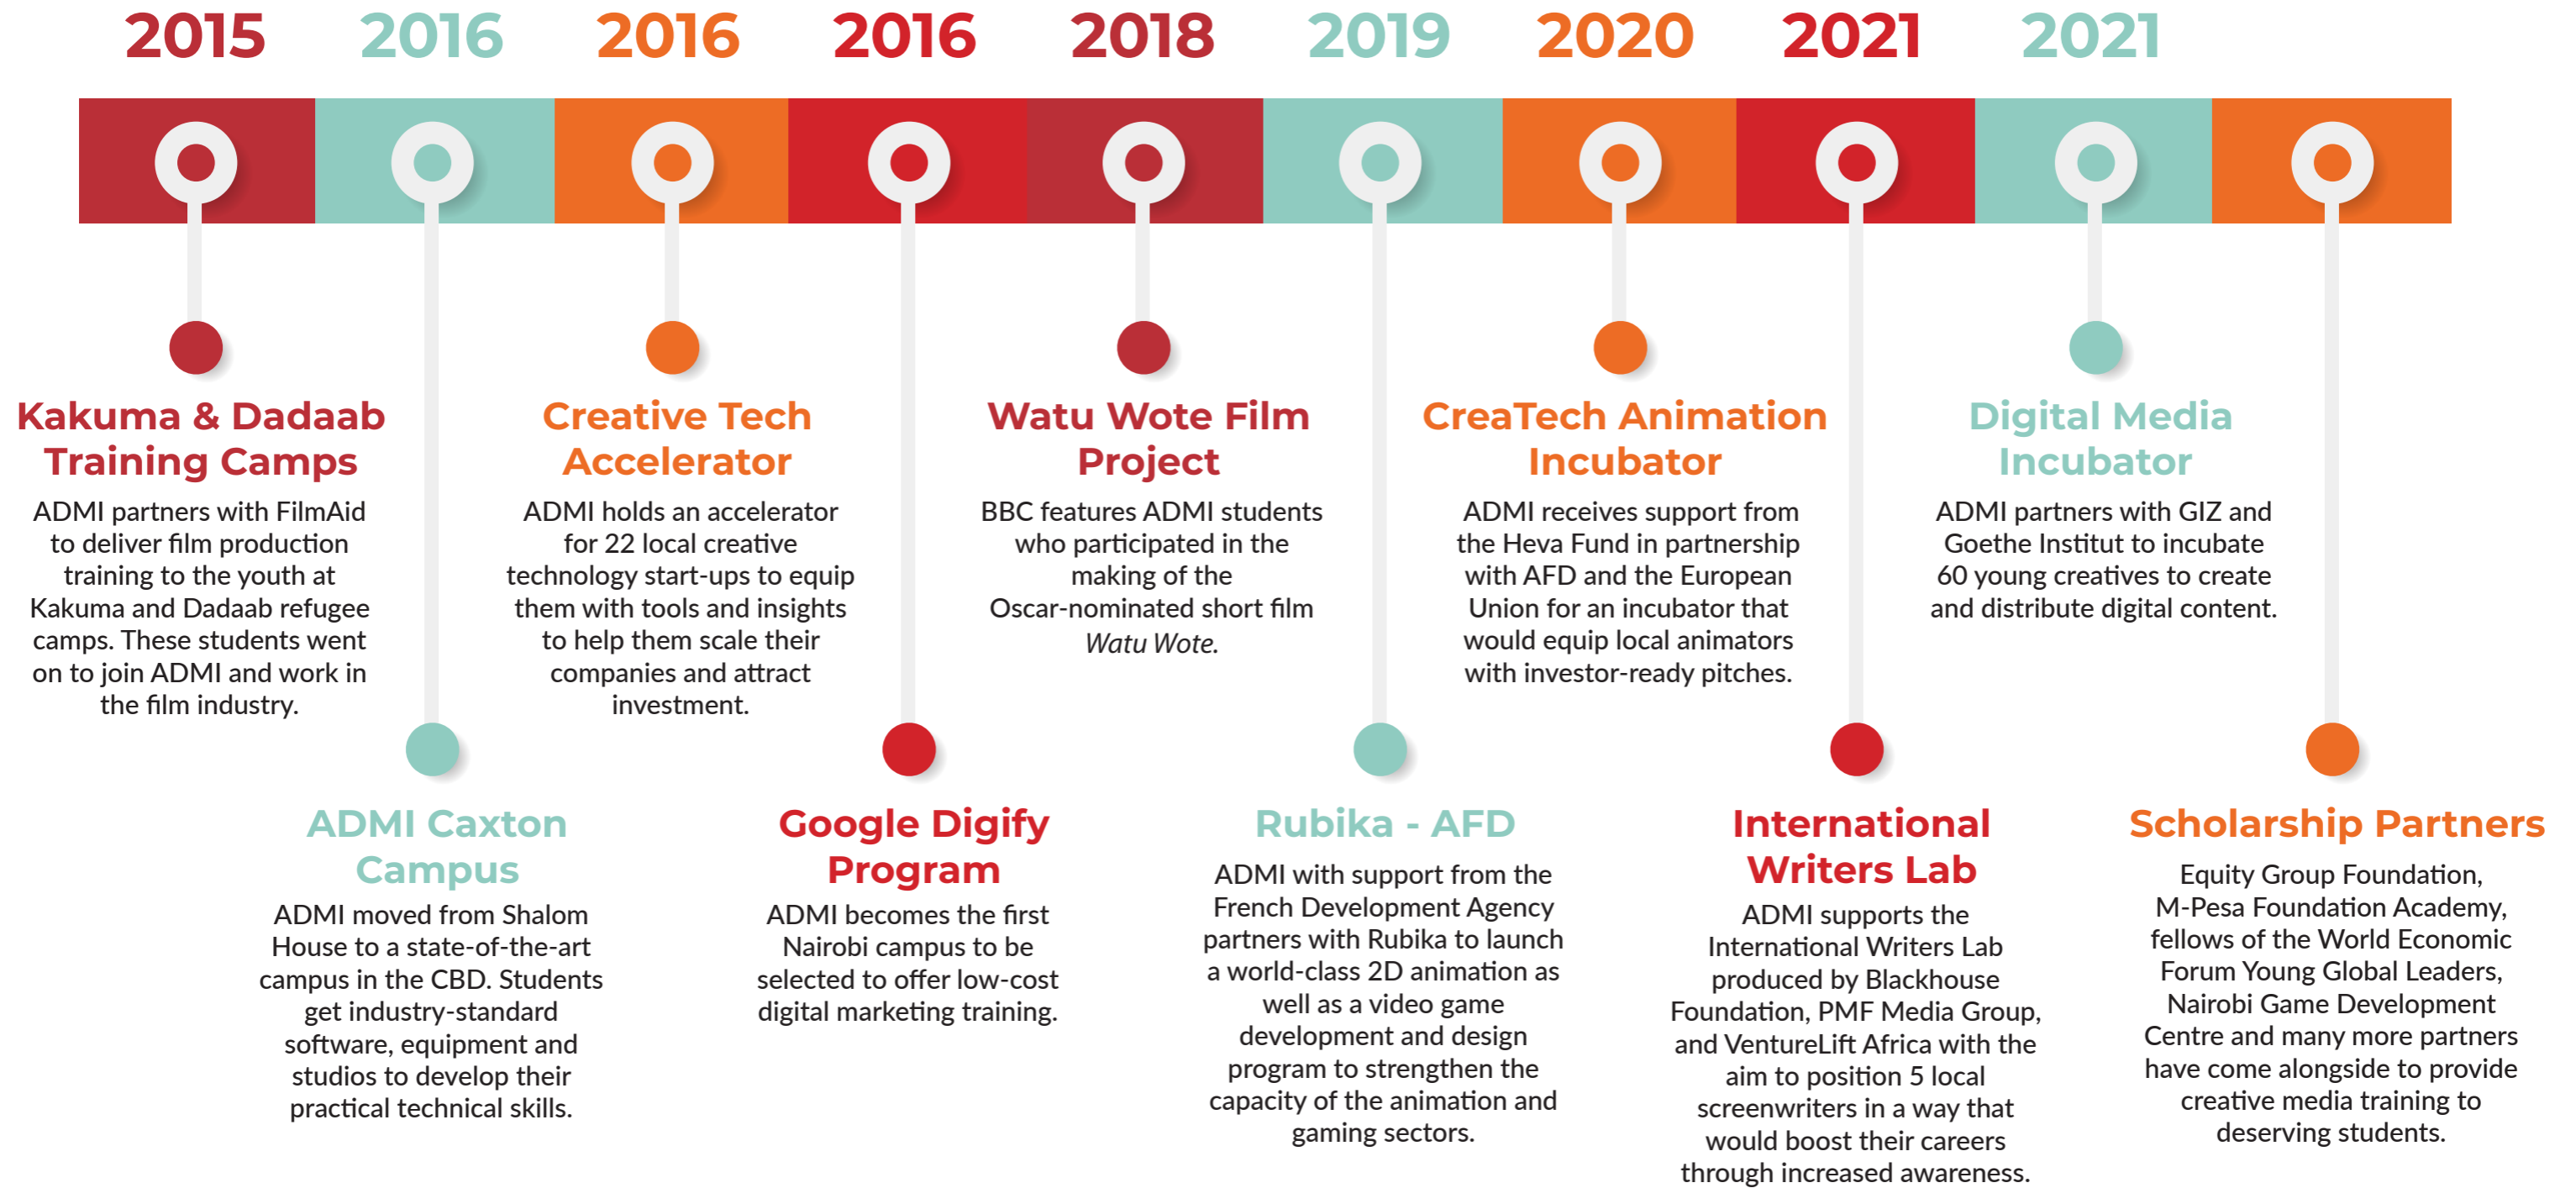 2015
2016
2016
2016
2018
2019
2020
2021
2021
Kakuma & Dadaab
Training Camps
ADMI partners with FilmAid
to deliver film production
training to the youth at
Kakuma and Dadaab refugee
camps. These students went
on to join ADMI and work in
the film industry.
ADMI Caxton
Campus
ADMI moved from Shalom
House to a state-of-the-art
campus in the CBD. Students
get industry-standard
software, equipment and
studios to develop their
practical technical skills.
Creative Tech
Accelerator
ADMI holds an accelerator
for 22 local creative
technology start-ups to equip
them with tools and insights
to help them scale their
companies and attract
investment.
Google Digify
Program
ADMI becomes the first
Nairobi campus to be
selected to offer low-cost
digital marketing training.
Watu Wote Film
Project
BBC features ADMI students
who participated in the
making of the
Oscar-nominated short film
Watu Wote.
Rubika - AFD
ADMI with support from the
French Development Agency
partners with Rubika to launch
a world-class 2D animation as
well as a video game
development and design
program to strengthen the
capacity of the animation and
gaming sectors.
CreaTech Animation
Incubator
ADMI receives support from
the Heva Fund in partnership
with AFD and the European
Union for an incubator that
would equip local animators
with investor-ready pitches.
International
Writers Lab
ADMI supports the
International Writers Lab
produced by Blackhouse
Foundation, PMF Media Group,
and VentureLift Africa with the
aim to position 5 local
screenwriters in a way that
would boost their careers
through increased awareness.
Digital Media
Incubator
ADMI partners with GIZ and
Goethe Institut to incubate
60 young creatives to create
and distribute digital content.
Scholarship Partners
Equity Group Foundation,
M-Pesa Foundation Academy,
fellows of the World Economic
Forum Young Global Leaders,
Nairobi Game Development
Centre and many more partners
have come alongside to provide
creative media training to
deserving students.